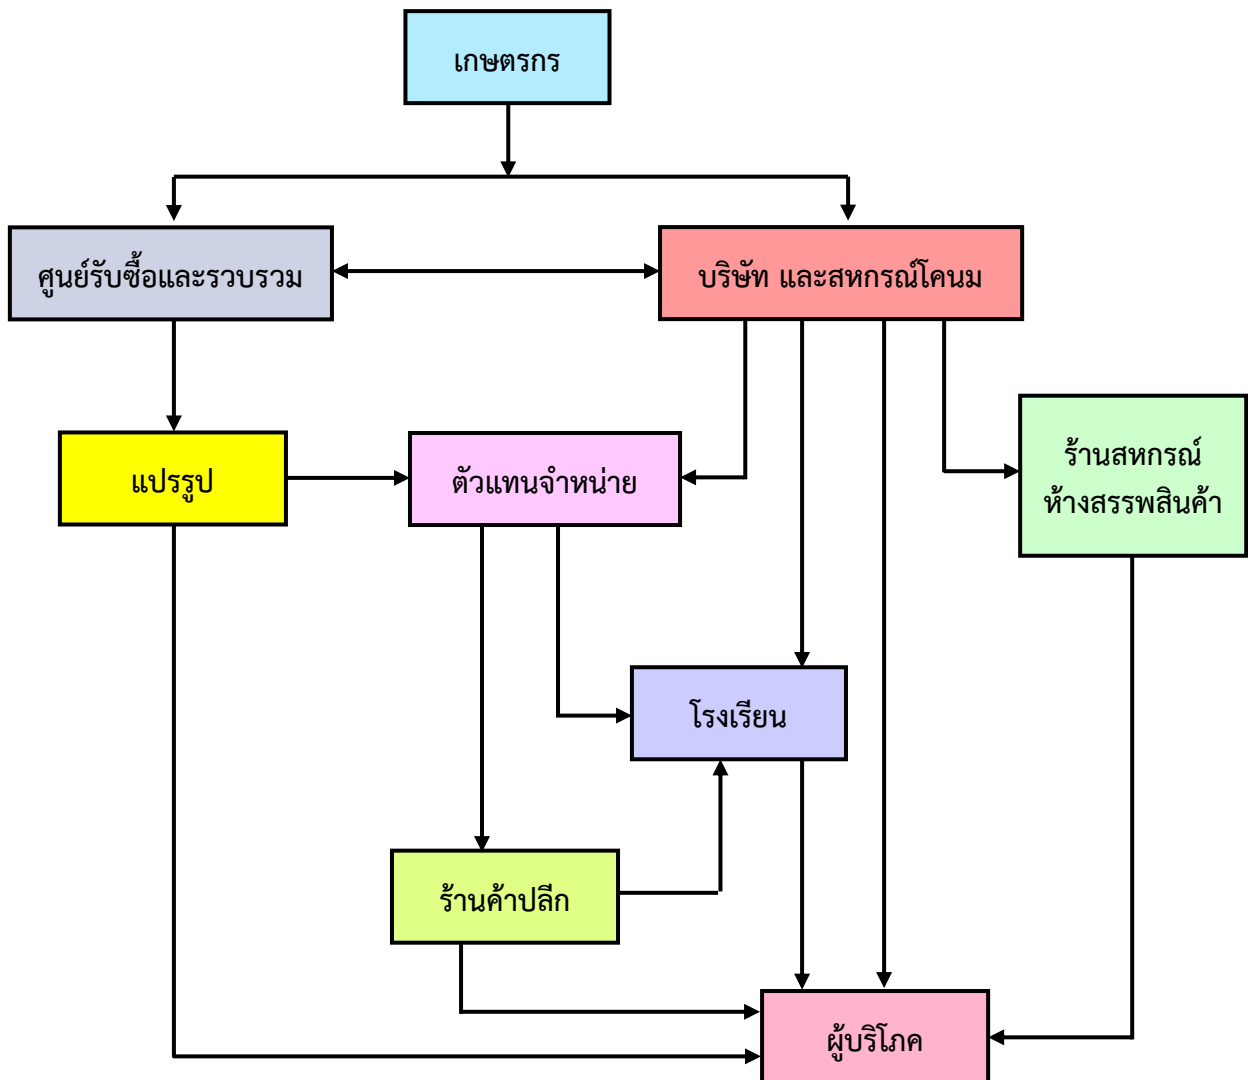 เกษตรกร
ศูนย์รับซื้อและรวบรวม
บริษัท และสหกรณ์โคนม
แปรรูป
ตัวแทนจำหน่าย
ร้านสหกรณ์
ห้างสรรพสินค้า
โรงเรียน
ร้านค้าปลีก
ผู้บริโภค